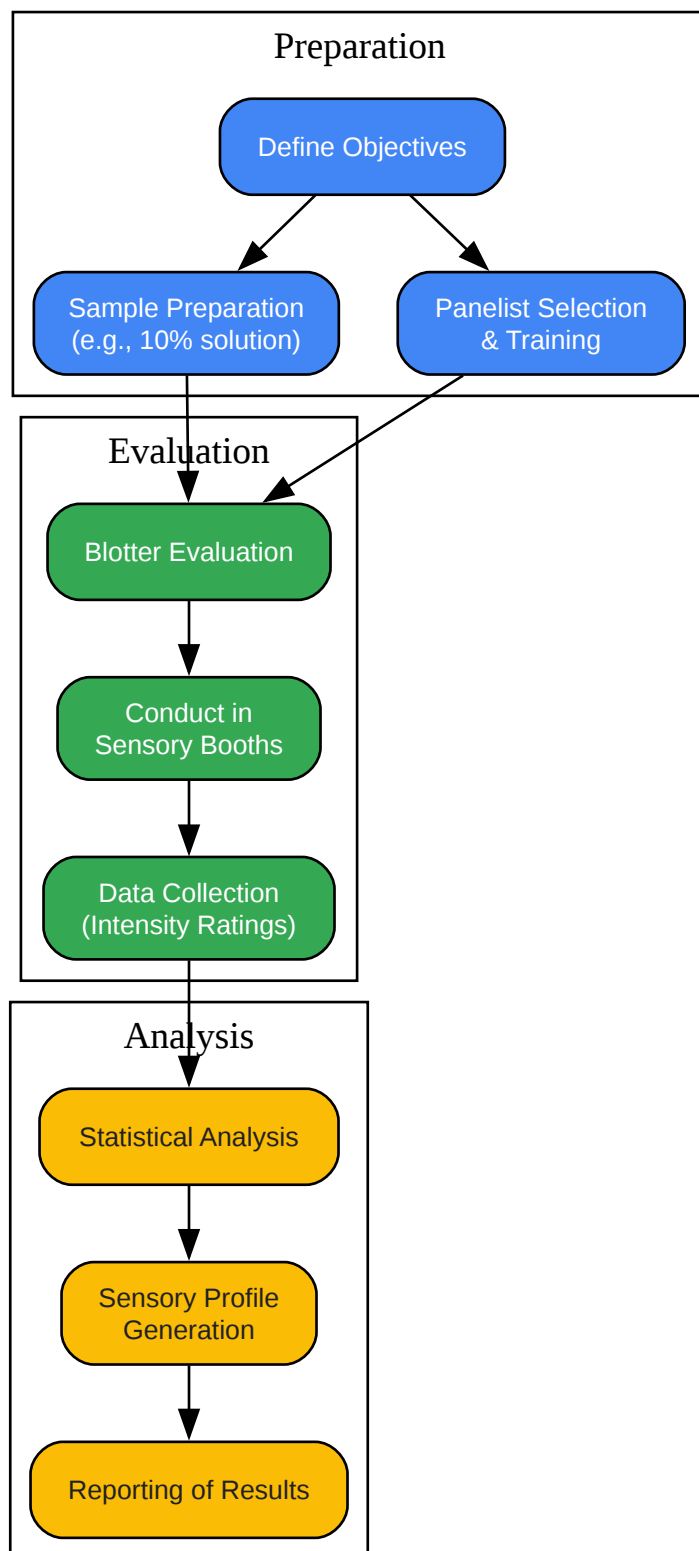 Preparation
Define Objectives
Sample Preparation
(e.g., 10% solution)
Panelist Selection
& Training
Evaluation
Blotter Evaluation
Conduct in
Sensory Booths
Data Collection
(Intensity Ratings)
Analysis
Statistical Analysis
Sensory Profile
Generation
Reporting of Results